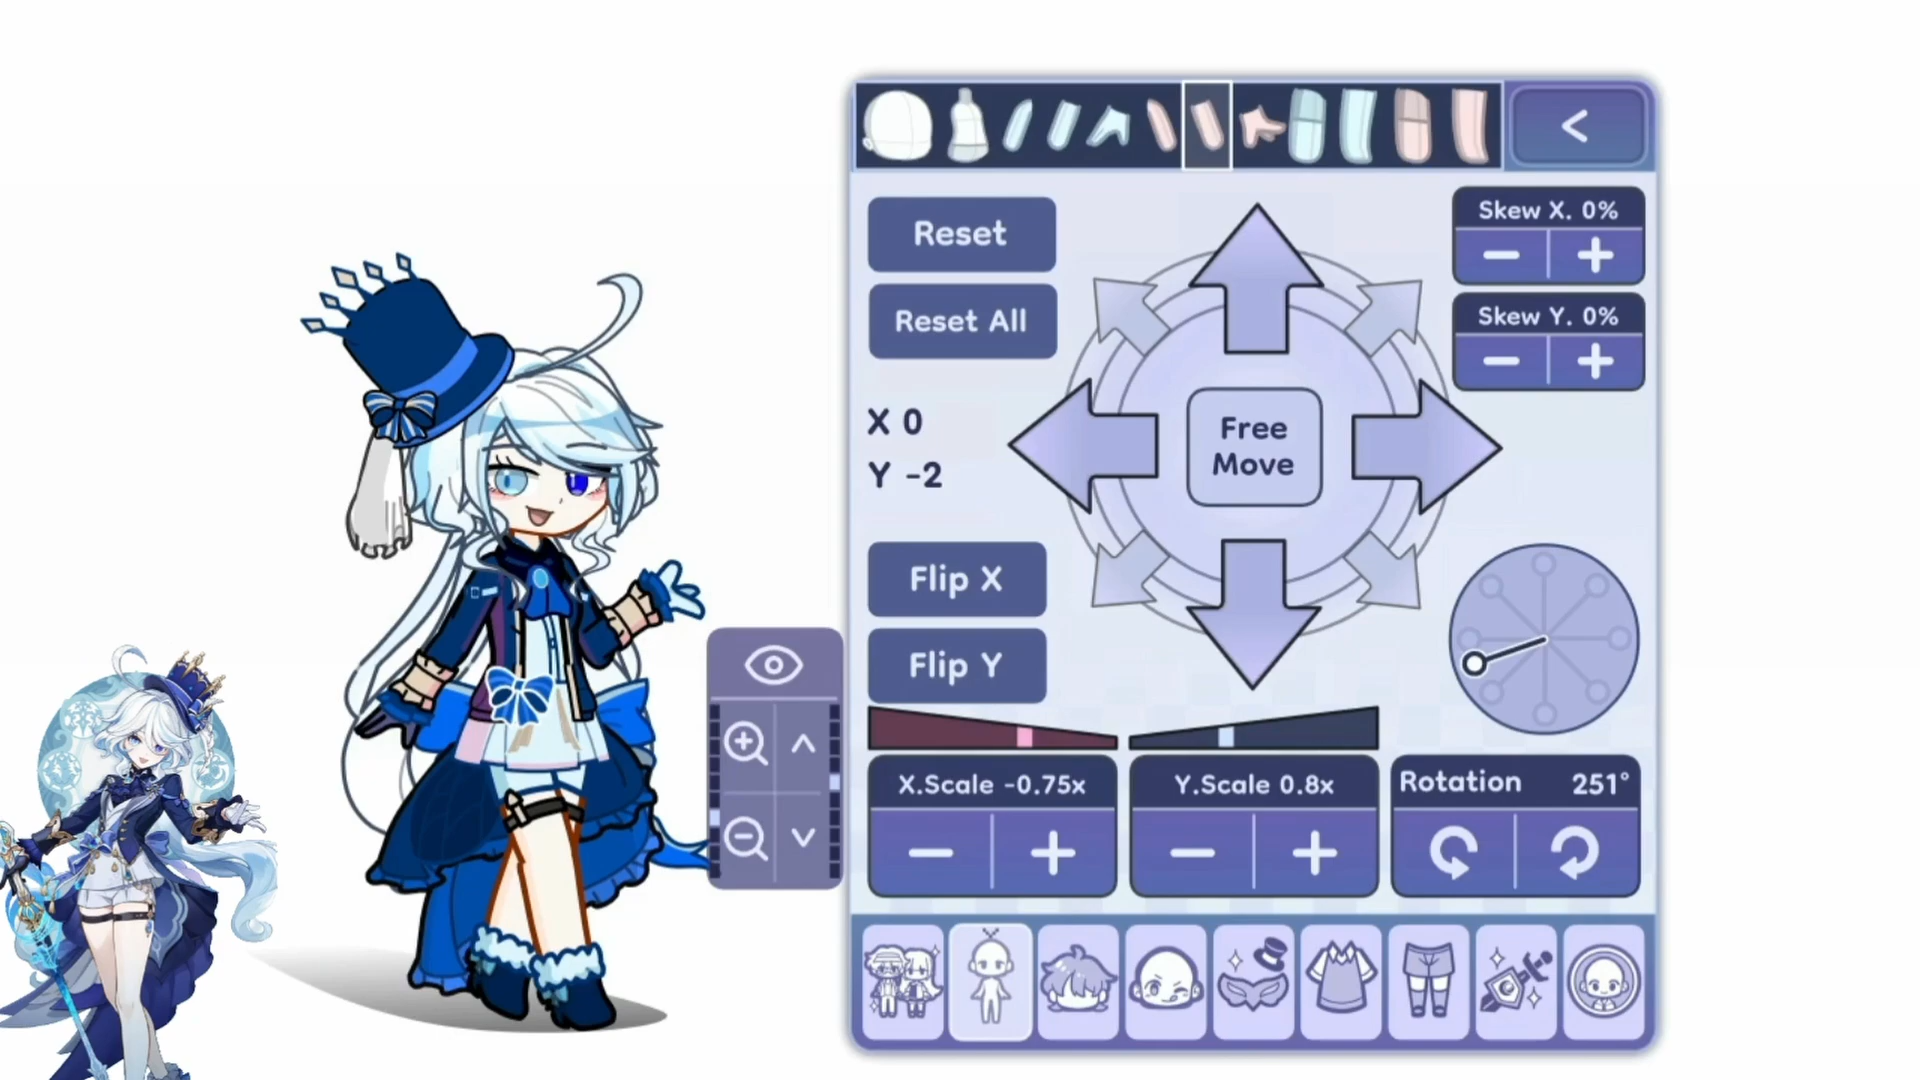 <
Reset
Skew X. 0%
− +
Reset All
Skew Y. 0%
− +
X 0
Y -2
Free
Move
Flip X
Flip Y
X.Scale -0.75x
− +
Y.Scale 0.8x
− +
Rotation 251°